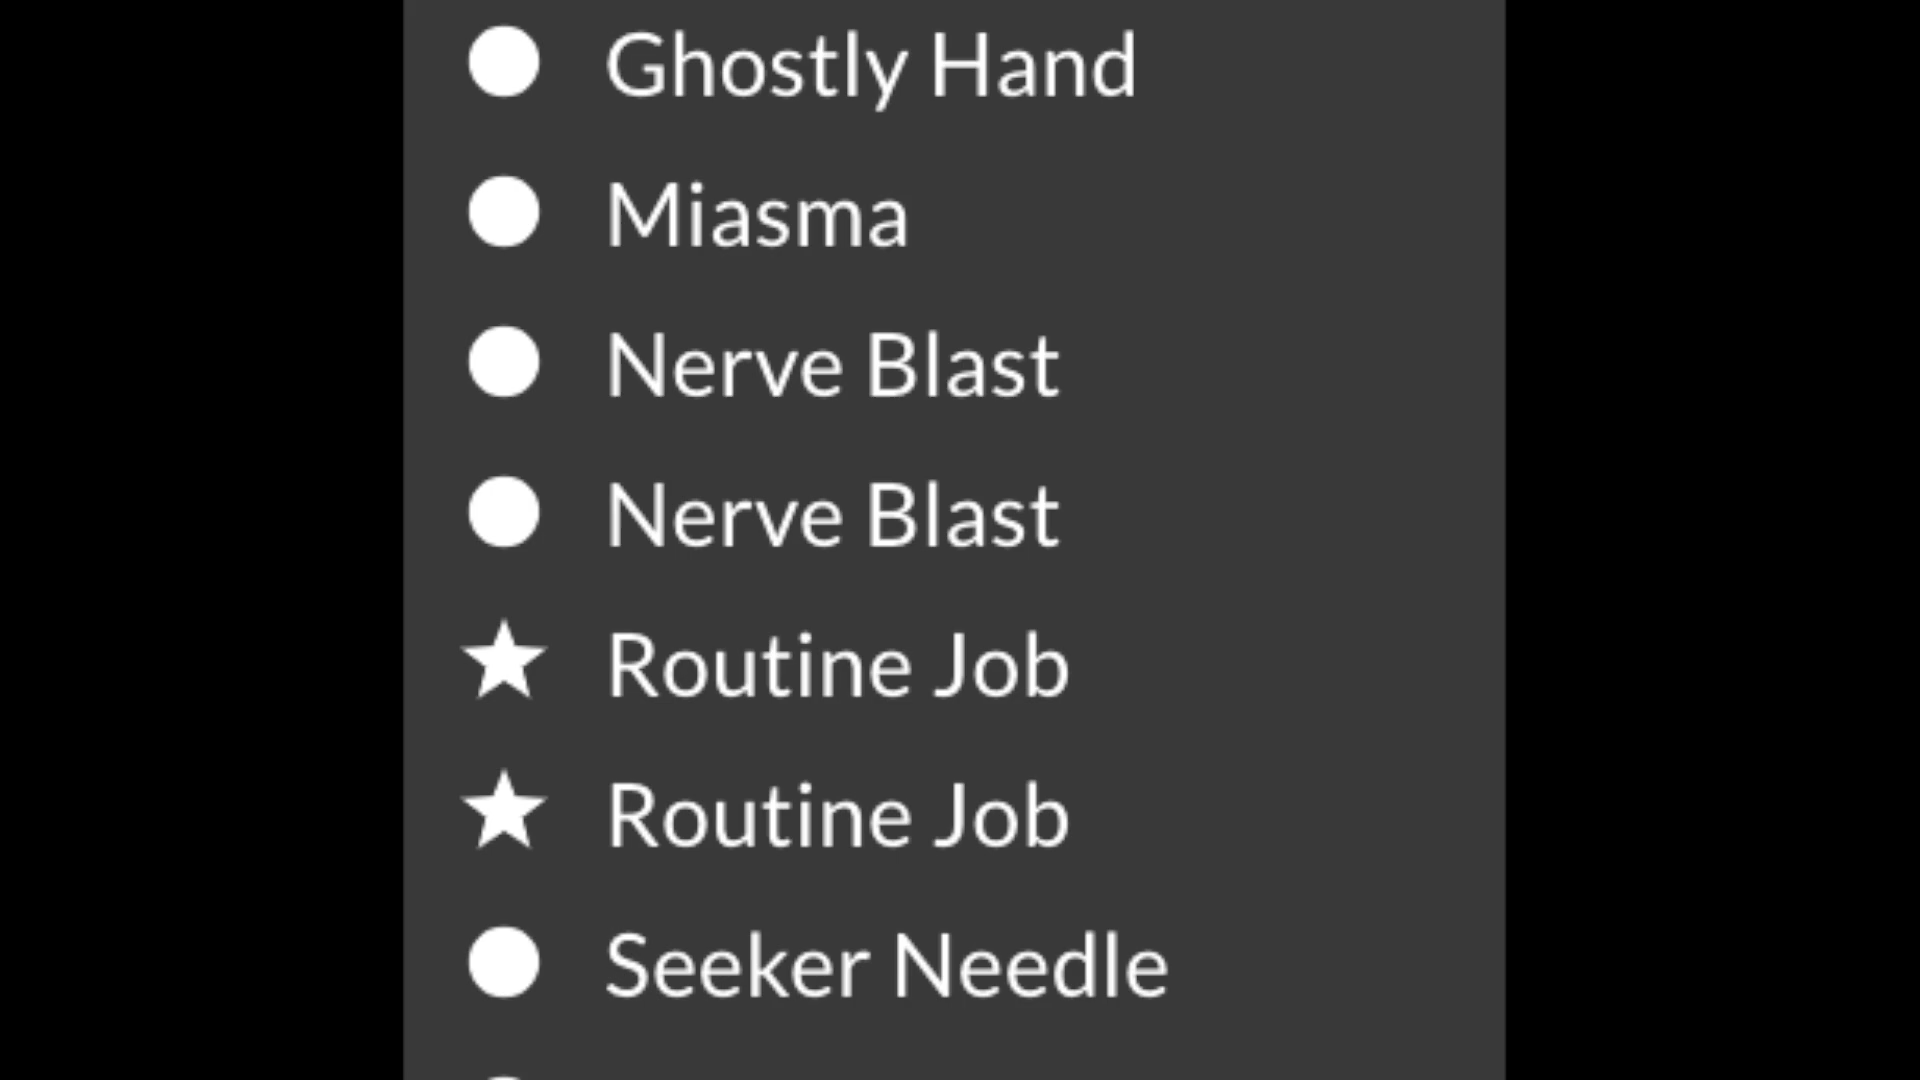 Ghostly Hand
Miasma
Nerve Blast
Nerve Blast
Routine Job
Routine Job
Seeker Needle